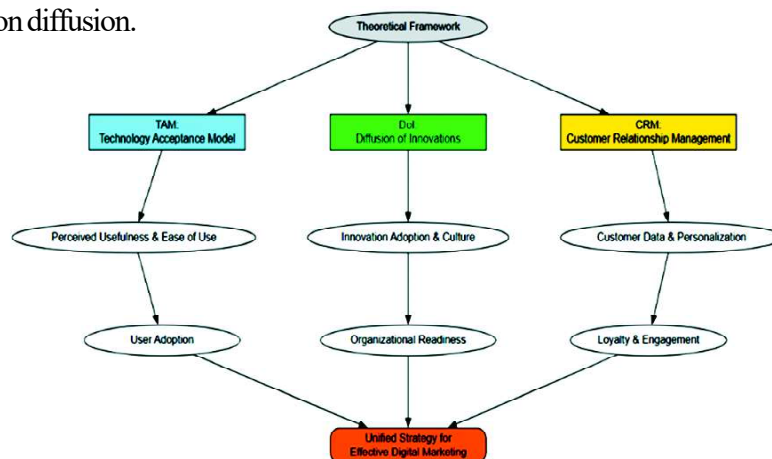 on diffusion.
Theoretical Framework
TAM:
Technology Acceptance Model
DoI:
Diffusion of Innovations
CRM:
Customer Relationship Management
Perceived Usefulness & Ease of Use
Innovation Adoption & Culture
Customer Data & Personalization
User Adoption
Organizational Readiness
Loyalty & Engagement
Unified Strategy for
Effective Digital Marketing